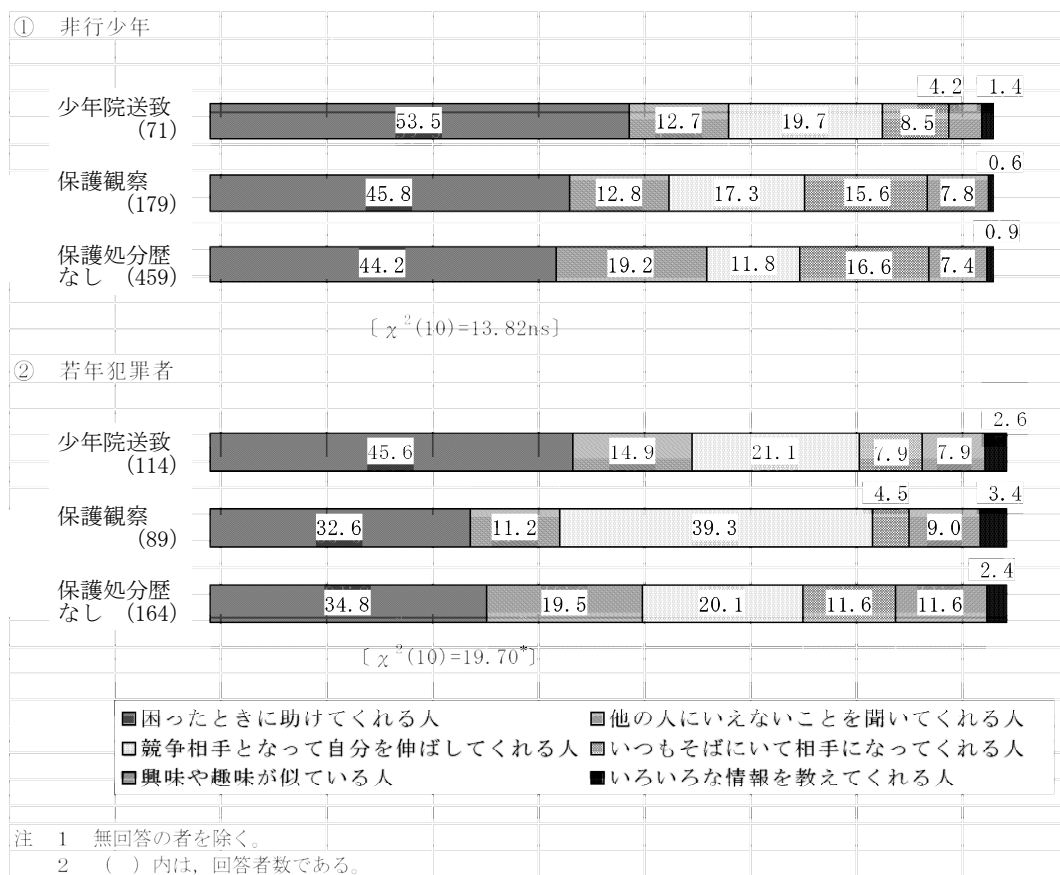 ① 非行少年
4.2 1.4
少年院送致
(71)
53.5 12.7 19.7 8.5
0.6
保護観察
(179)
45.8 12.8 17.3 15.6 7.8
0.9
保護処分歴
なし (459)
44.2 19.2 11.8 16.6 7.4
〔χ²(10)=13.82ns〕
② 若年犯罪者
2.6
少年院送致
(114)
45.6 14.9 21.1 7.9 7.9
4.5 3.4
保護観察
(89)
32.6 11.2 39.3 9.0
2.4
保護処分歴
なし (164)
34.8 19.5 20.1 11.6 11.6
〔χ²(10)=19.70*〕
困ったときに助けてくれる人 他の人にいえないことを聞いてくれる人
競争相手となって自分を伸ばしてくれる人 いつもそばにいて相手になってくれる人
興味や趣味が似ている人 いろいろな情報を教えてくれる人
注 1 無回答の者を除く。
2 ( )内は，回答者数である。